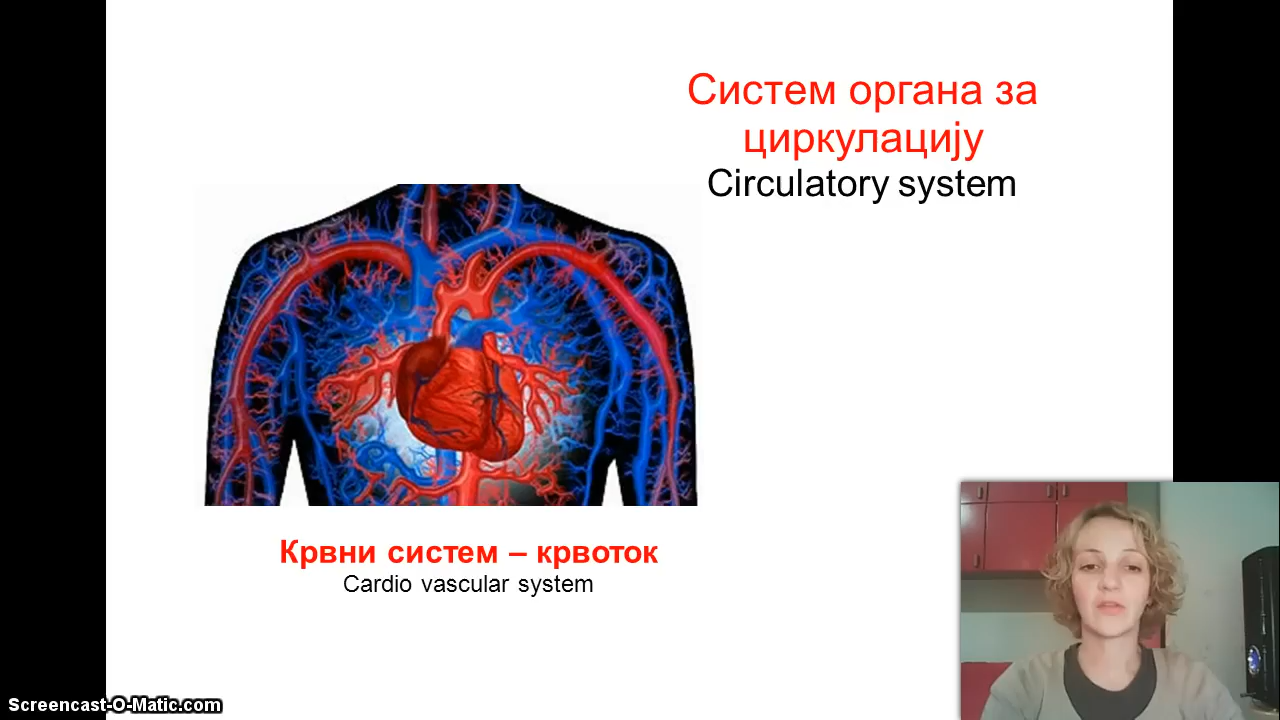 Систем органа за
циркулацију
Circulatory system
Крвни систем – крвоток
Cardio vascular system
Screencast-O-Matic.com